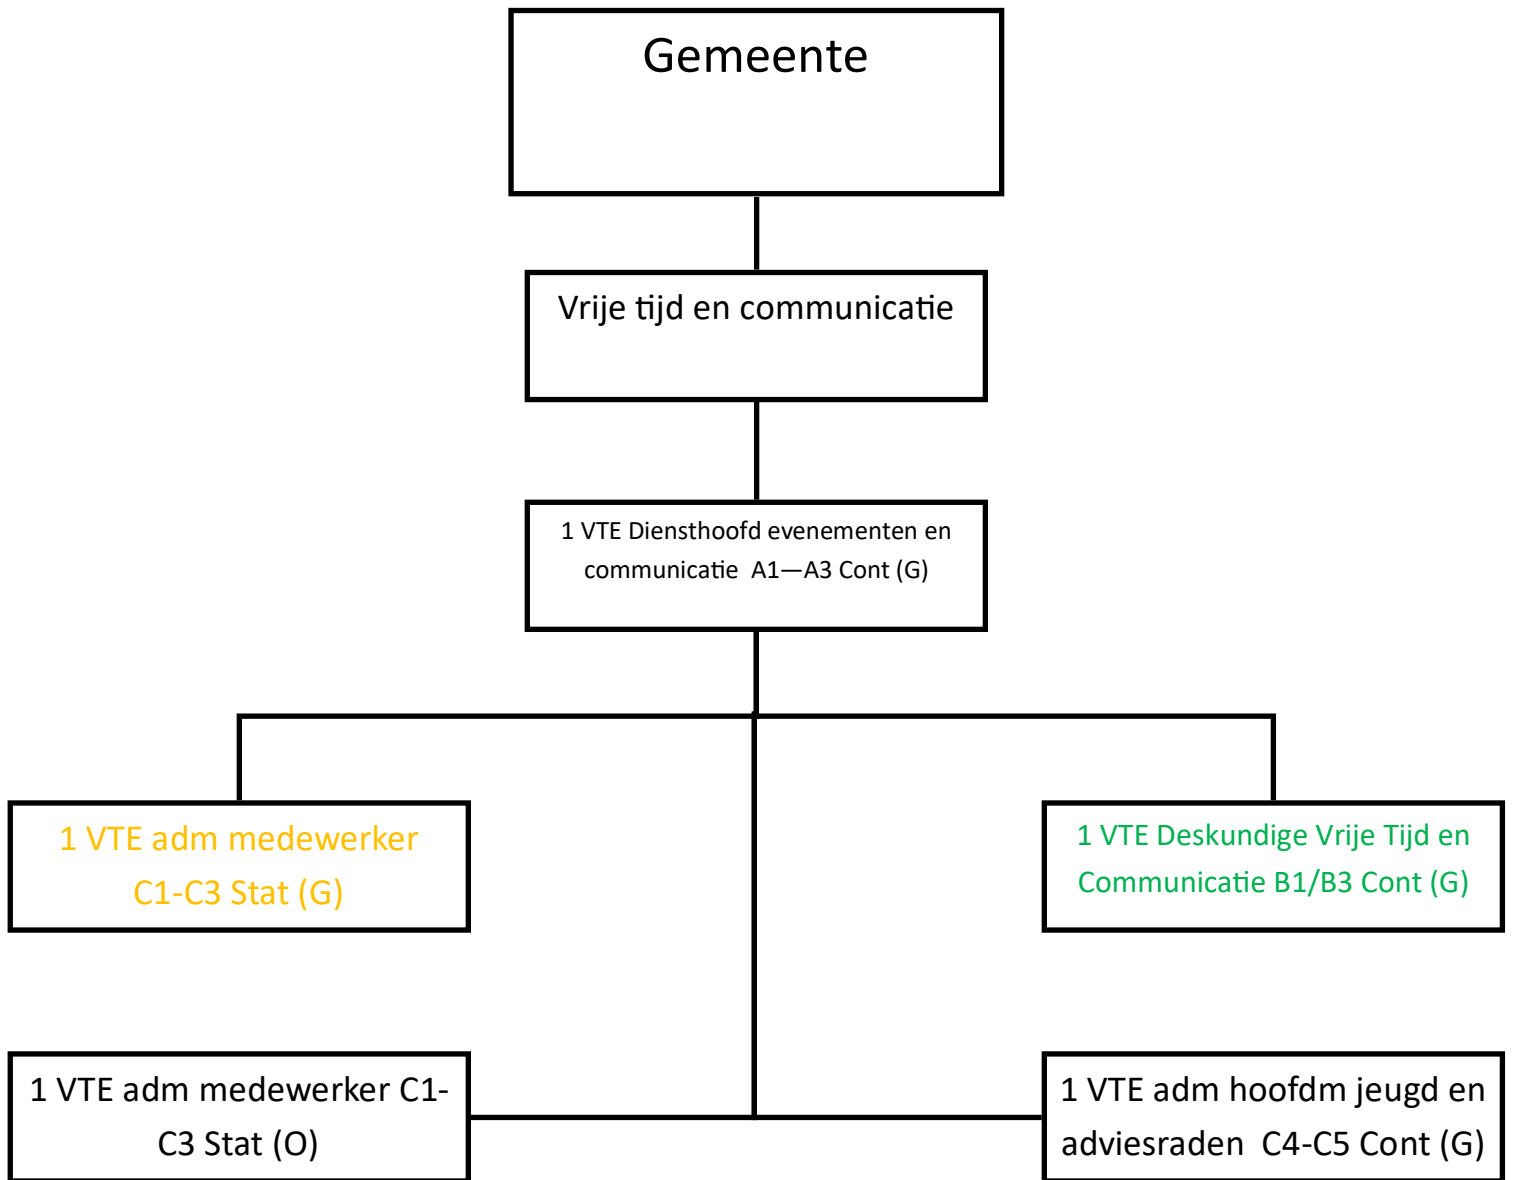 Gemeente
Vrije tijd en communicatie
1 VTE Diensthoofd evenementen en
communicatie  A1—A3 Cont (G)
1 VTE adm medewerker
C1-C3 Stat (G)
1 VTE Deskundige Vrije Tijd en
Communicatie B1/B3 Cont (G)
1 VTE adm medewerker C1-
C3 Stat (O)
1 VTE adm hoofdm jeugd en
adviesraden  C4-C5 Cont (G)